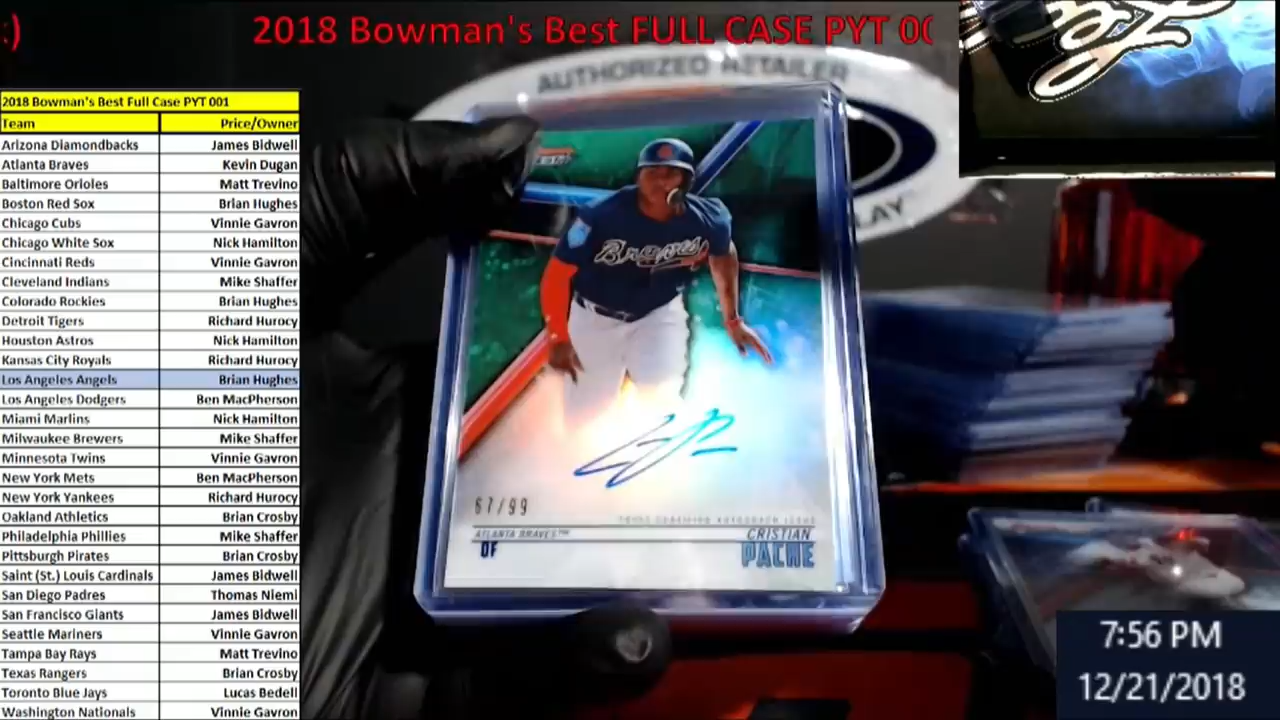 :)
2018 Bowman's Best FULL CASE PYT 00
2018 Bowman's Best Full Case PYT 001
Team Price/Owner
Arizona Diamondbacks James Bidwell
Atlanta Braves Kevin Dugan
Baltimore Orioles Matt Trevino
Boston Red Sox Brian Hughes
Chicago Cubs Vinnie Gavron
Chicago White Sox Nick Hamilton
Cincinnati Reds Vinnie Gavron
Cleveland Indians Mike Shaffer
Colorado Rockies Brian Hughes
Detroit Tigers Richard Hurocy
Houston Astros Nick Hamilton
Kansas City Royals Richard Hurocy
Los Angeles Angels Brian Hughes
Los Angeles Dodgers Ben MacPherson
Miami Marlins Nick Hamilton
Milwaukee Brewers Mike Shaffer
Minnesota Twins Vinnie Gavron
New York Mets Ben MacPherson
New York Yankees Richard Hurocy
Oakland Athletics Brian Crosby
Philadelphia Phillies Mike Shaffer
Pittsburgh Pirates Brian Crosby
Saint (St.) Louis Cardinals James Bidwell
San Diego Padres Thomas Niemi
San Francisco Giants James Bidwell
Seattle Mariners Vinnie Gavron
Tampa Bay Rays Matt Trevino
Texas Rangers Brian Crosby
Toronto Blue Jays Lucas Bedell
Washington Nationals Vinnie Gavron
AUTHORIZED RETAILER
Braves
67/99
TOPPS CERTIFIED AUTOGRAPH ISSUE
ATLANTA BRAVES™
OF
CRISTIAN
PACHE
7:56 PM
12/21/2018